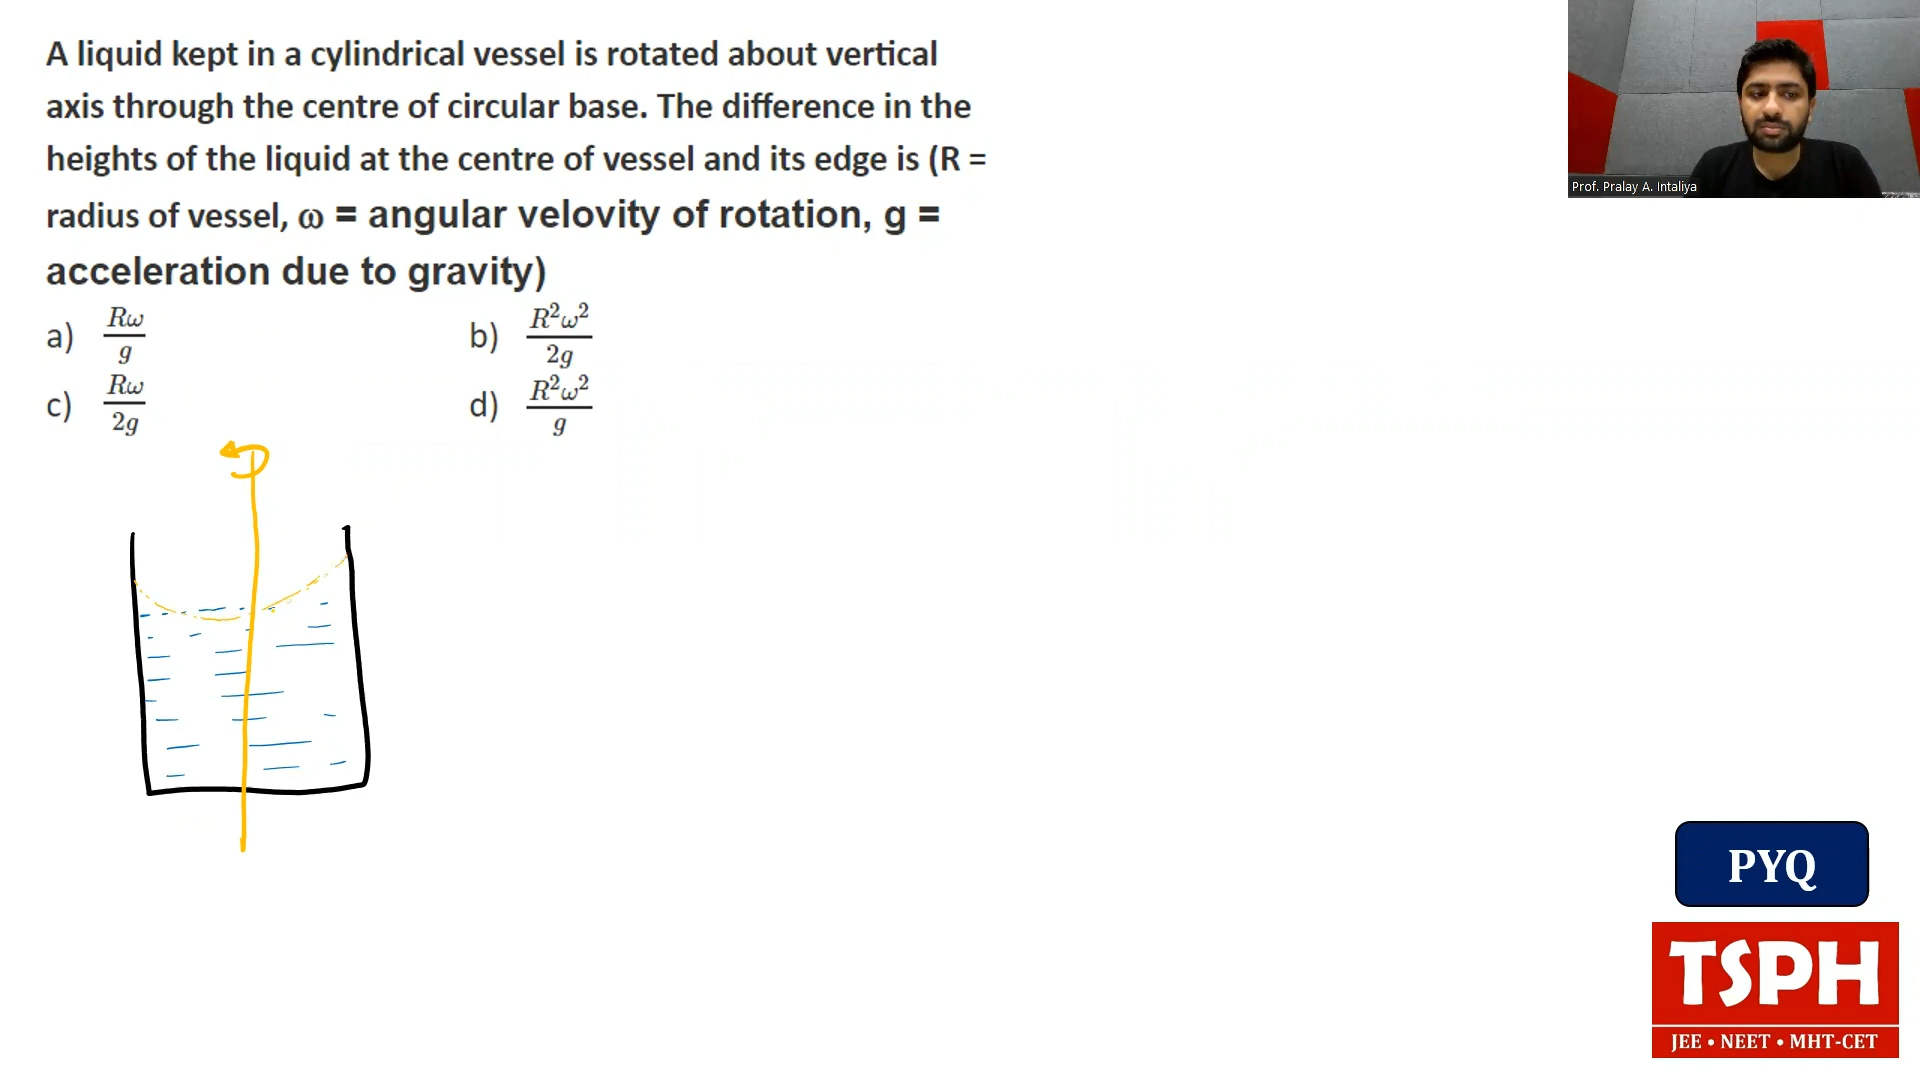 A liquid kept in a cylindrical vessel is rotated about vertical
axis through the centre of circular base. The difference in the
heights of the liquid at the centre of vessel and its edge is (R =
radius of vessel, ω = angular velovity of rotation, g =
acceleration due to gravity)
a) Rω/g
b) R²ω²/2g
c) Rω/2g
d) R²ω²/g
Prof. Pralay A. Intaliya
PYQ
TSPH
JEE • NEET • MHT-CET